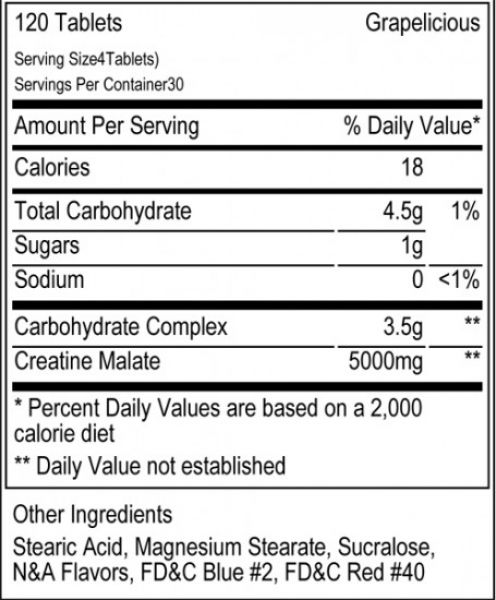 120 Tablets Grapelicious
Serving Size4Tablets)
Servings Per Container30
Amount Per Serving % Daily Value*
Calories 18
Total Carbohydrate 4.5g 1%
Sugars 1g
Sodium 0 <1%
Carbohydrate Complex 3.5g **
Creatine Malate 5000mg **
* Percent Daily Values are based on a 2,000
calorie diet
** Daily Value not established
Other Ingredients
Stearic Acid, Magnesium Stearate, Sucralose,
N&A Flavors, FD&C Blue #2, FD&C Red #40